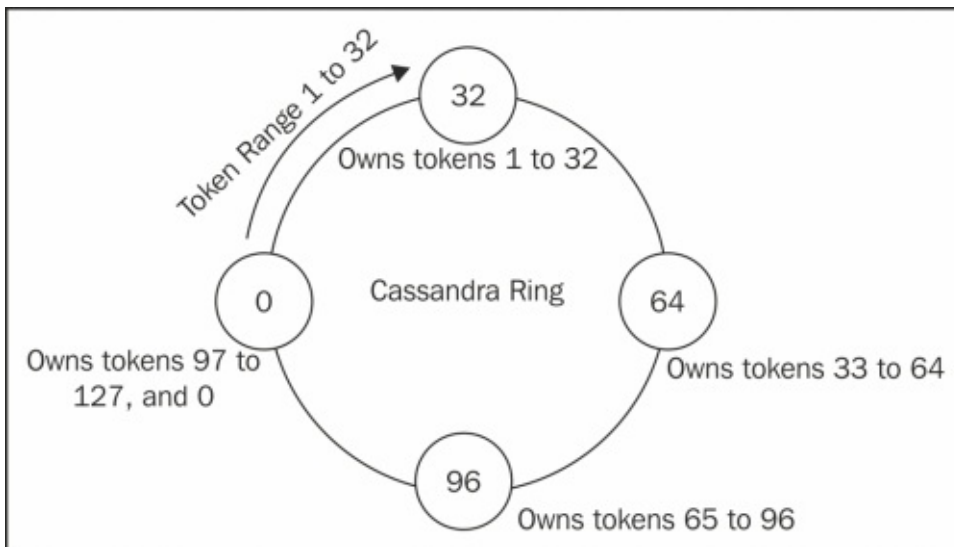 Token Range 1 to 32
32
Owns tokens 1 to 32
0
Cassandra Ring
64
Owns tokens 97 to
127, and 0
Owns tokens 33 to 64
96
Owns tokens 65 to 96